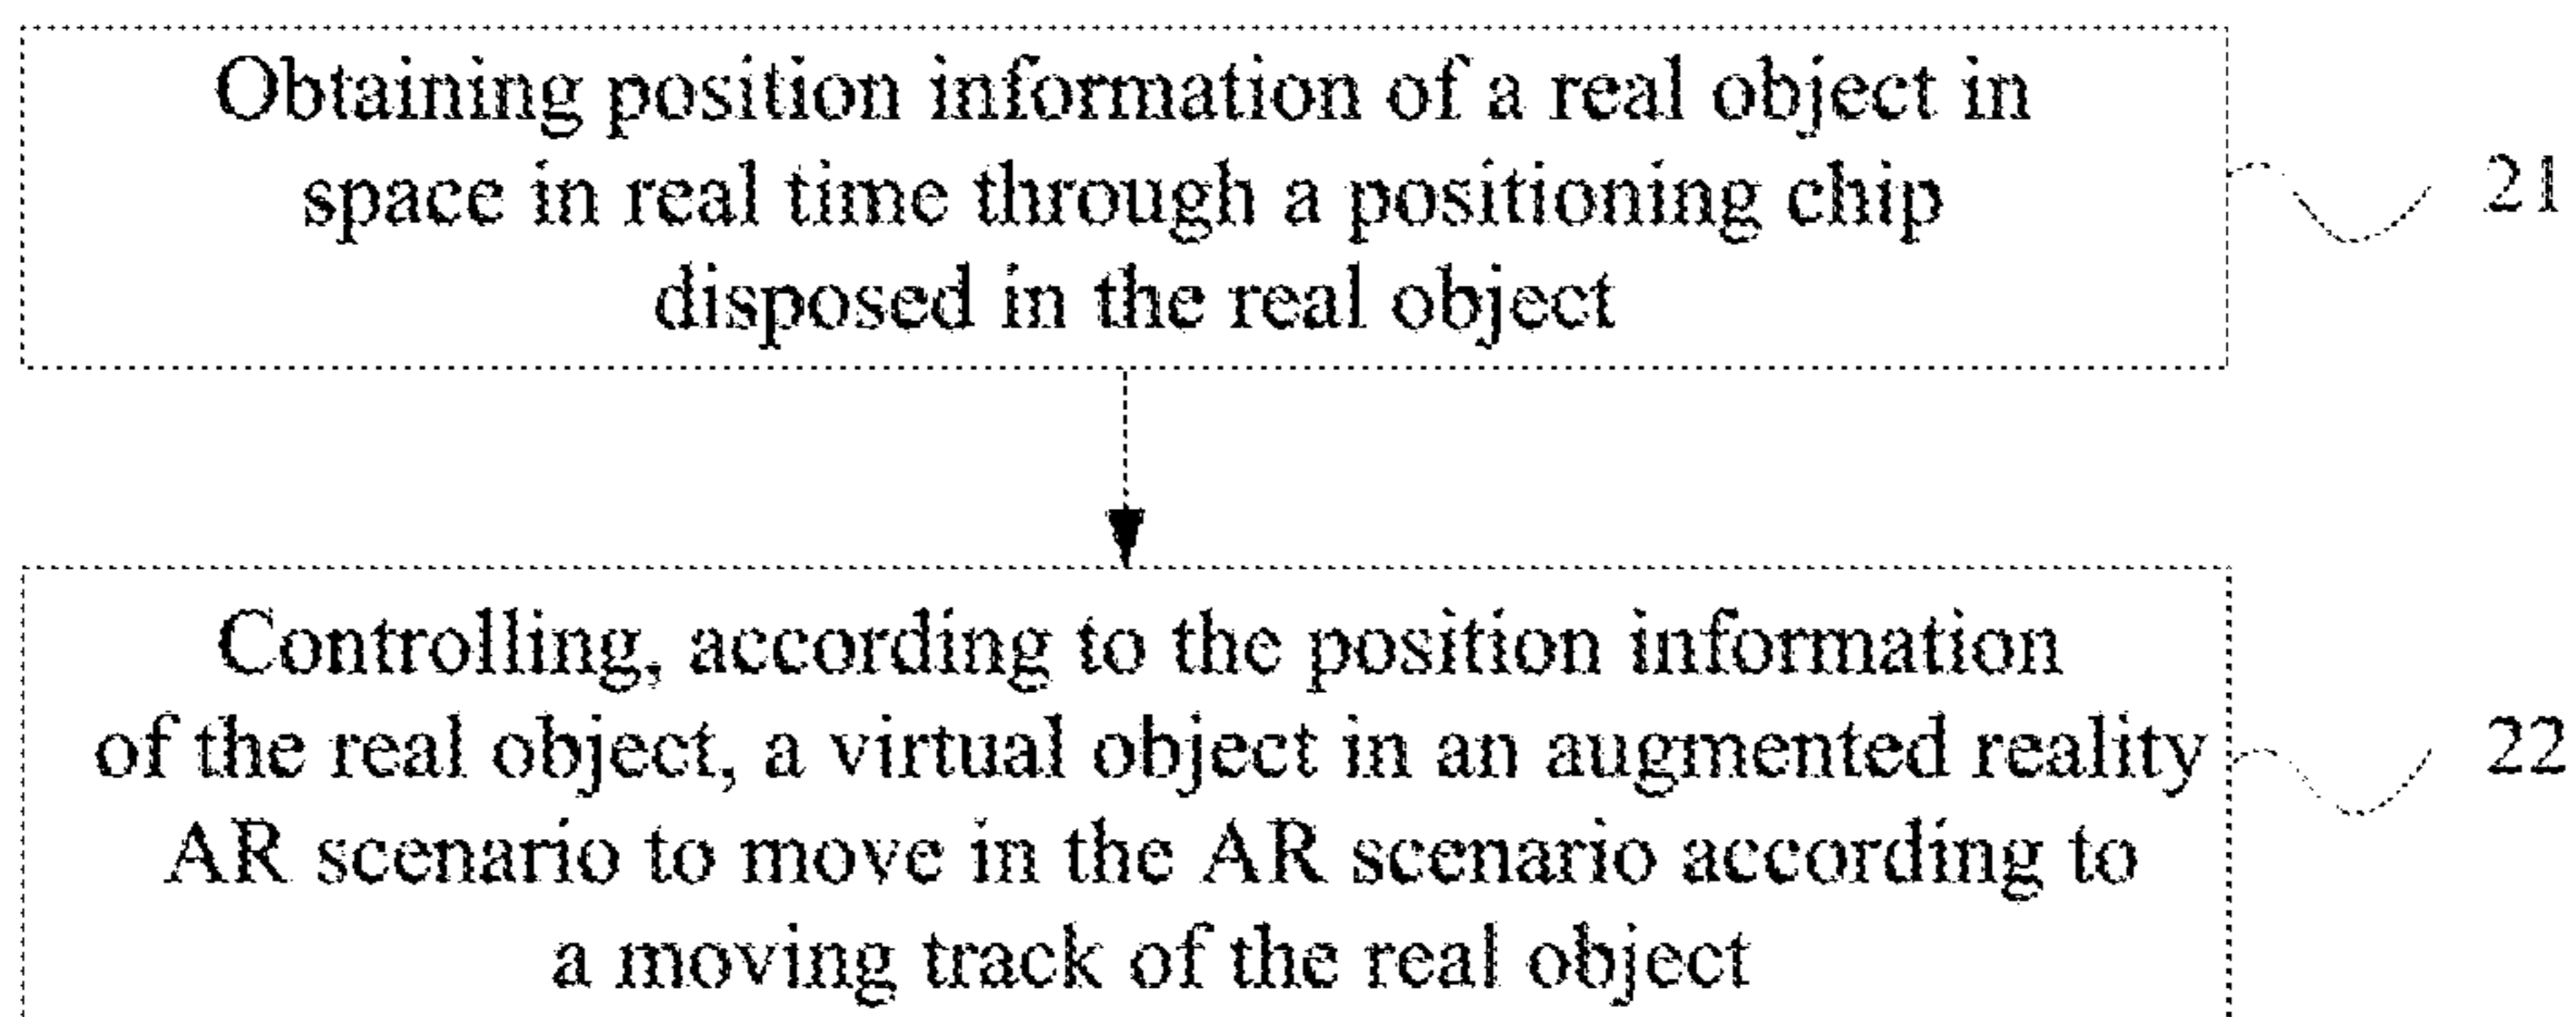 Obtaining position information of a real object in
space in real time through a positioning chip
disposed in the real object
21
Controlling, according to the position information
of the real object, a virtual object in an augmented reality
AR scenario to move in the AR scenario according to
a moving track of the real object
22